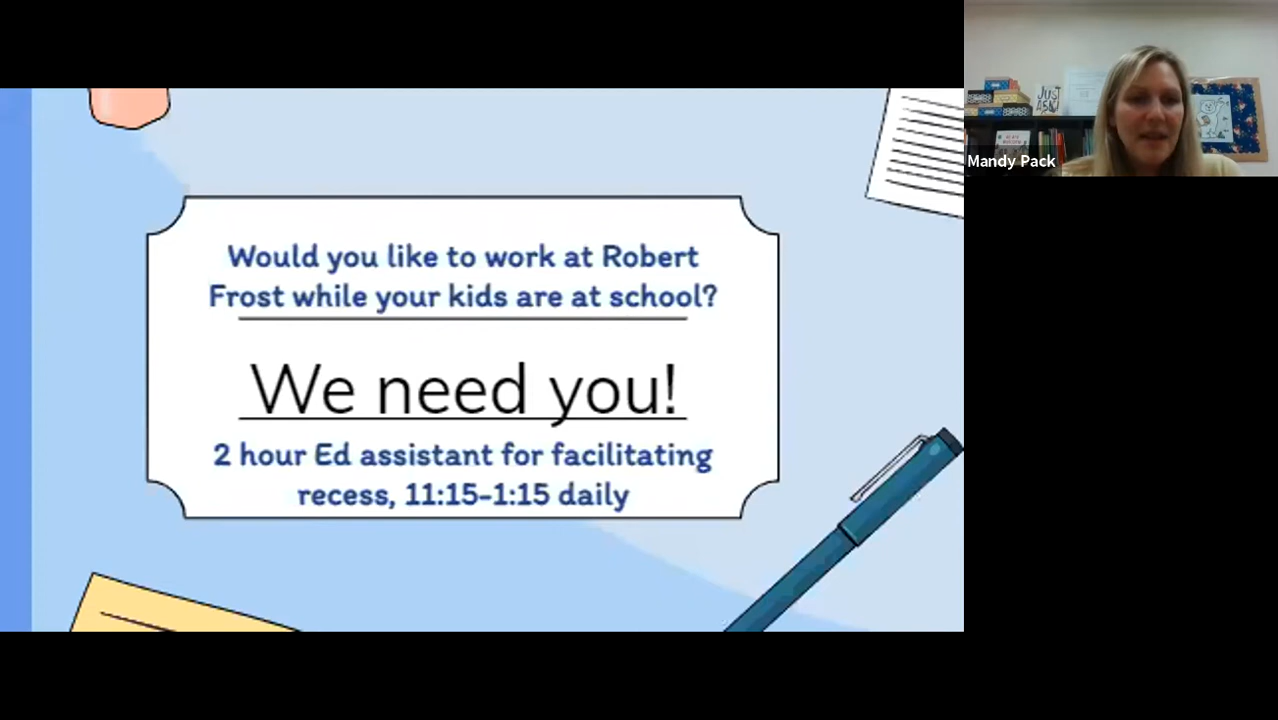 Would you like to work at Robert
Frost while your kids are at school?
We need you!
2 hour Ed assistant for facilitating
recess, 11:15-1:15 daily
Mandy Pack
JUST